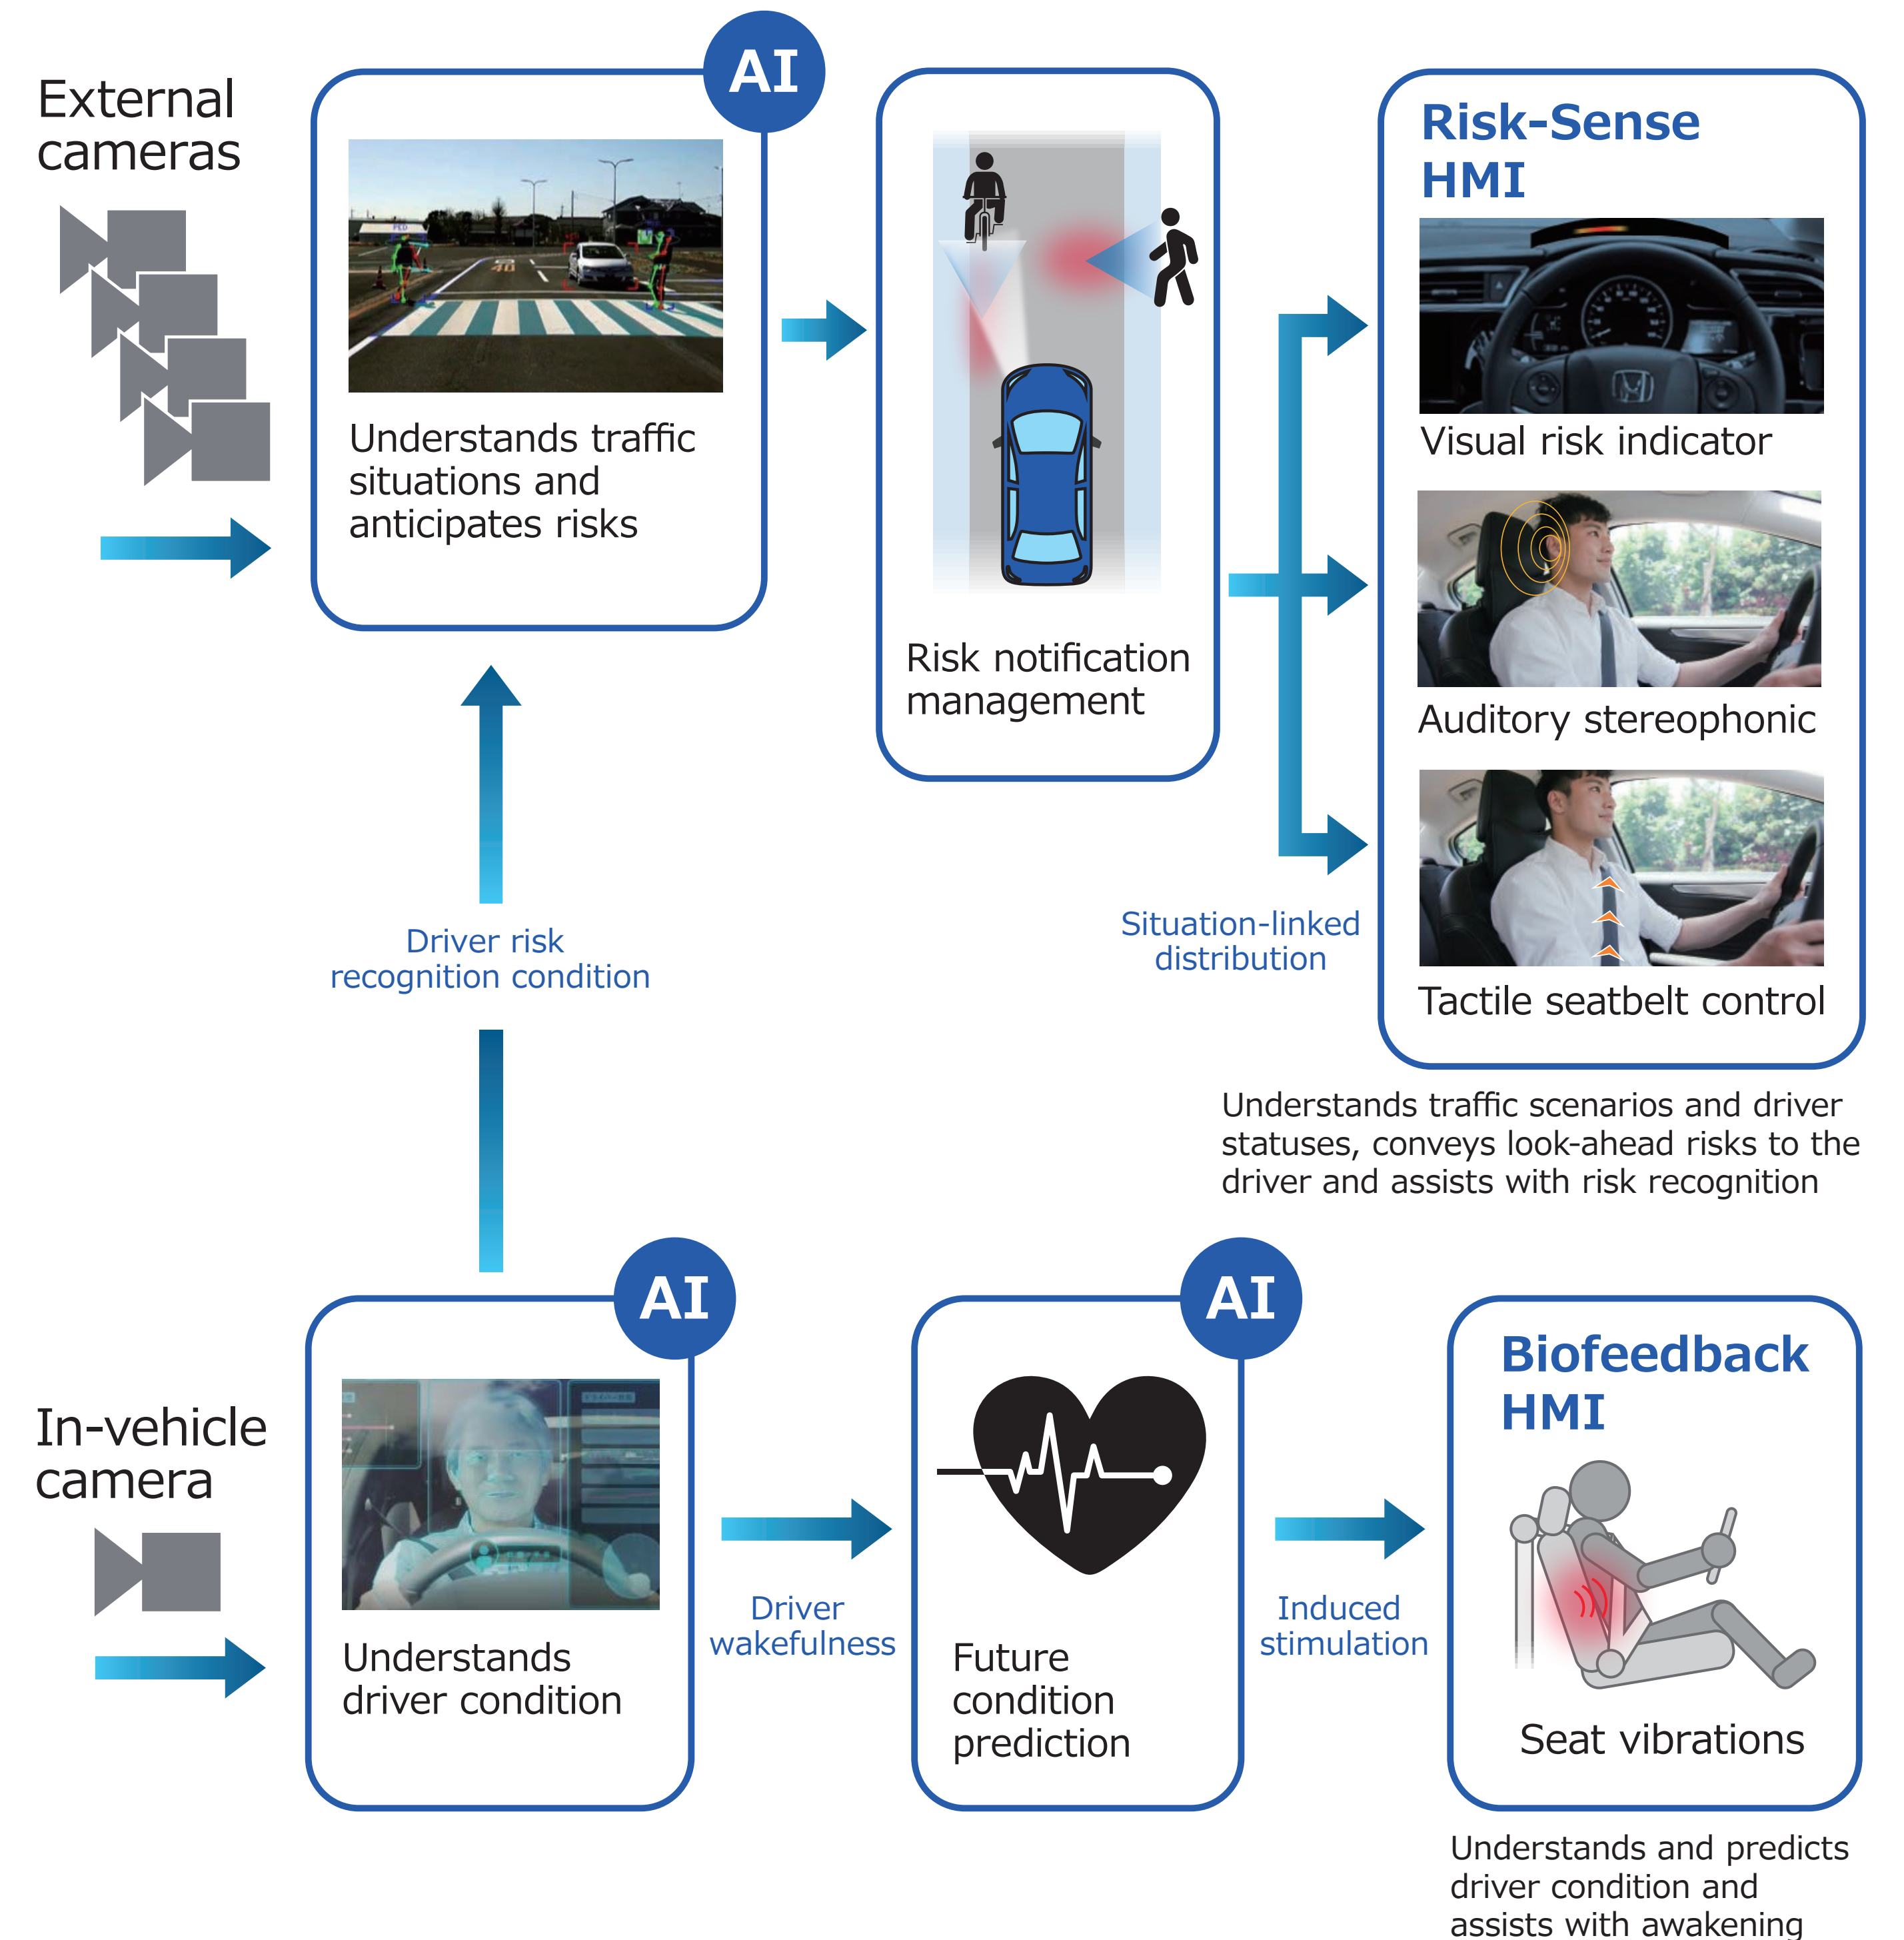 External
cameras
AI
Understands traffic
situations and
anticipates risks
PED
40
Risk notification
management
Risk-Sense
HMI
Visual risk indicator
Auditory stereophonic
Tactile seatbelt control
Situation-linked
distribution
Understands traffic scenarios and driver
statuses, conveys look-ahead risks to the
driver and assists with risk recognition
Driver risk
recognition condition
In-vehicle
camera
AI
Understands
driver condition
Driver
wakefulness
AI
Future
condition
prediction
Induced
stimulation
Biofeedback
HMI
Seat vibrations
Understands and predicts
driver condition and
assists with awakening